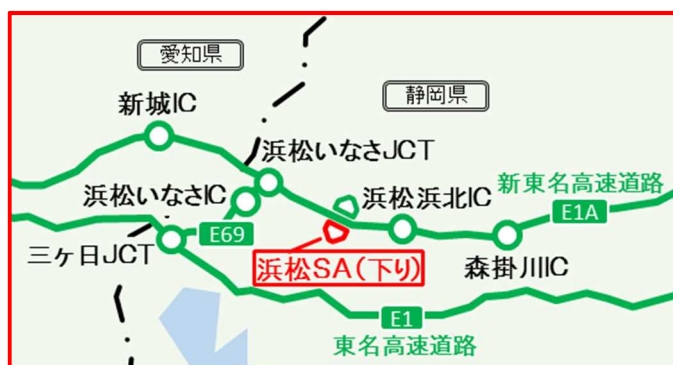 愛知県
静岡県
新城IC
浜松いなさJCT
浜松いなさIC
浜松浜北IC
新東名高速道路
E1A
E69
三ヶ日JCT
浜松SA(下り)
森掛川IC
E1
東名高速道路